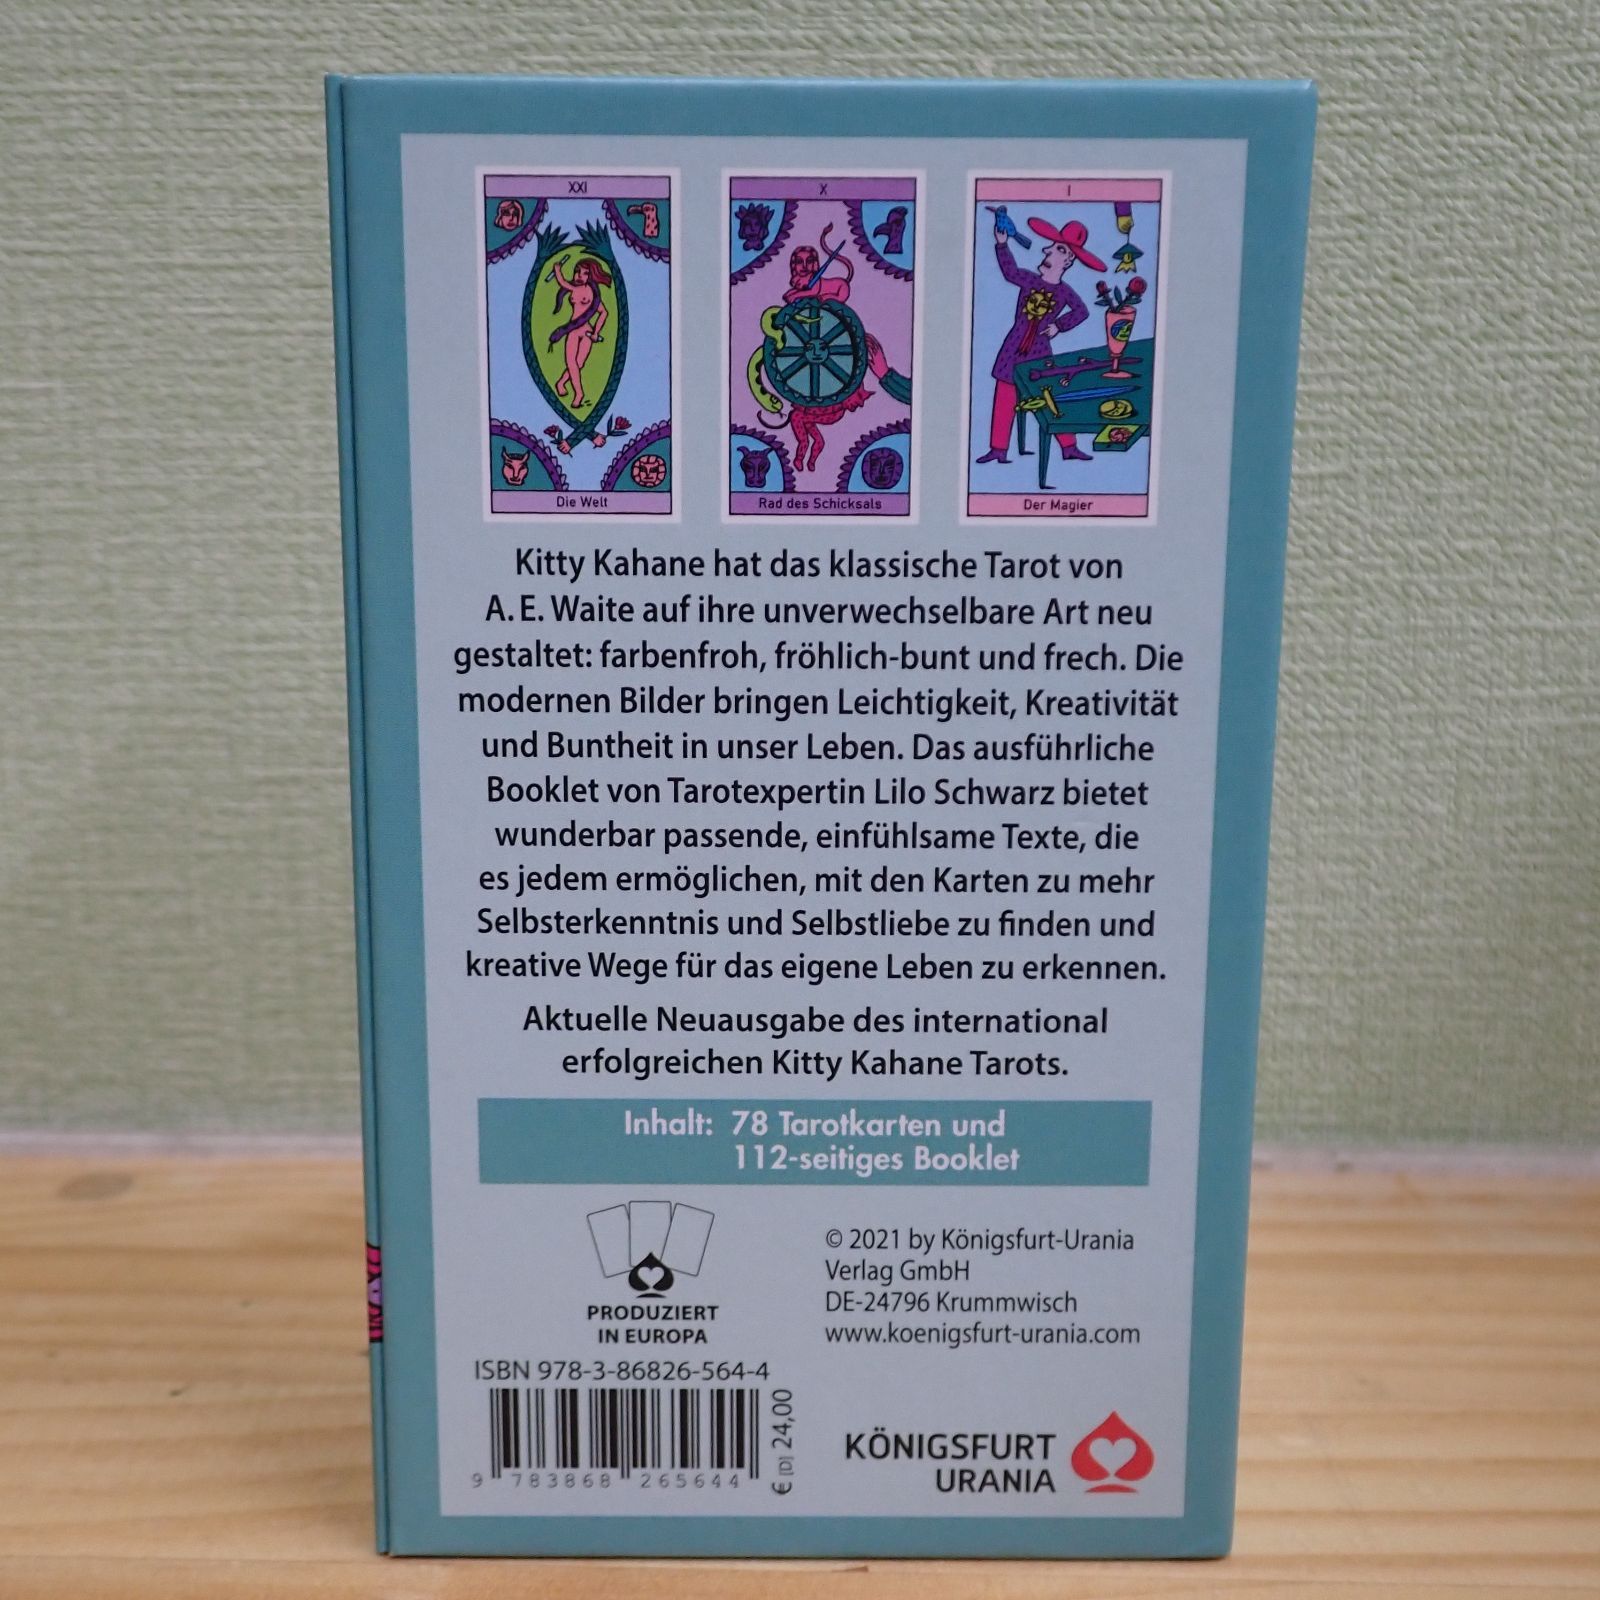 XXI
X
I
Die Welt
Rad des Schicksals
Der Magier
Kitty Kahane hat das klassische Tarot von
A. E. Waite auf ihre unverwechselbare Art neu
gestaltet: farbenfroh, fröhlich-bunt und frech. Die
modernen Bilder bringen Leichtigkeit, Kreativität
und Buntheit in unser Leben. Das ausführliche
Booklet von Tarotexpertin Lilo Schwarz bietet
wunderbar passende, einfühlsame Texte, die
es jedem ermöglichen, mit den Karten zu mehr
Selbsterkenntnis und Selbstliebe zu finden und
kreative Wege für das eigene Leben zu erkennen.
Aktuelle Neuausgabe des international
erfolgreichen Kitty Kahane Tarots.
Inhalt: 78 Tarotkarten und
112-seitiges Booklet
PRODUZIERT
IN EUROPA
© 2021 by Königsfurt-Urania
Verlag GmbH
DE-24796 Krummwisch
www.koenigsfurt-urania.com
ISBN 978-3-86826-564-4
9 783868 265644
€ [D] 24,00
KÖNIGSFURT
URANIA